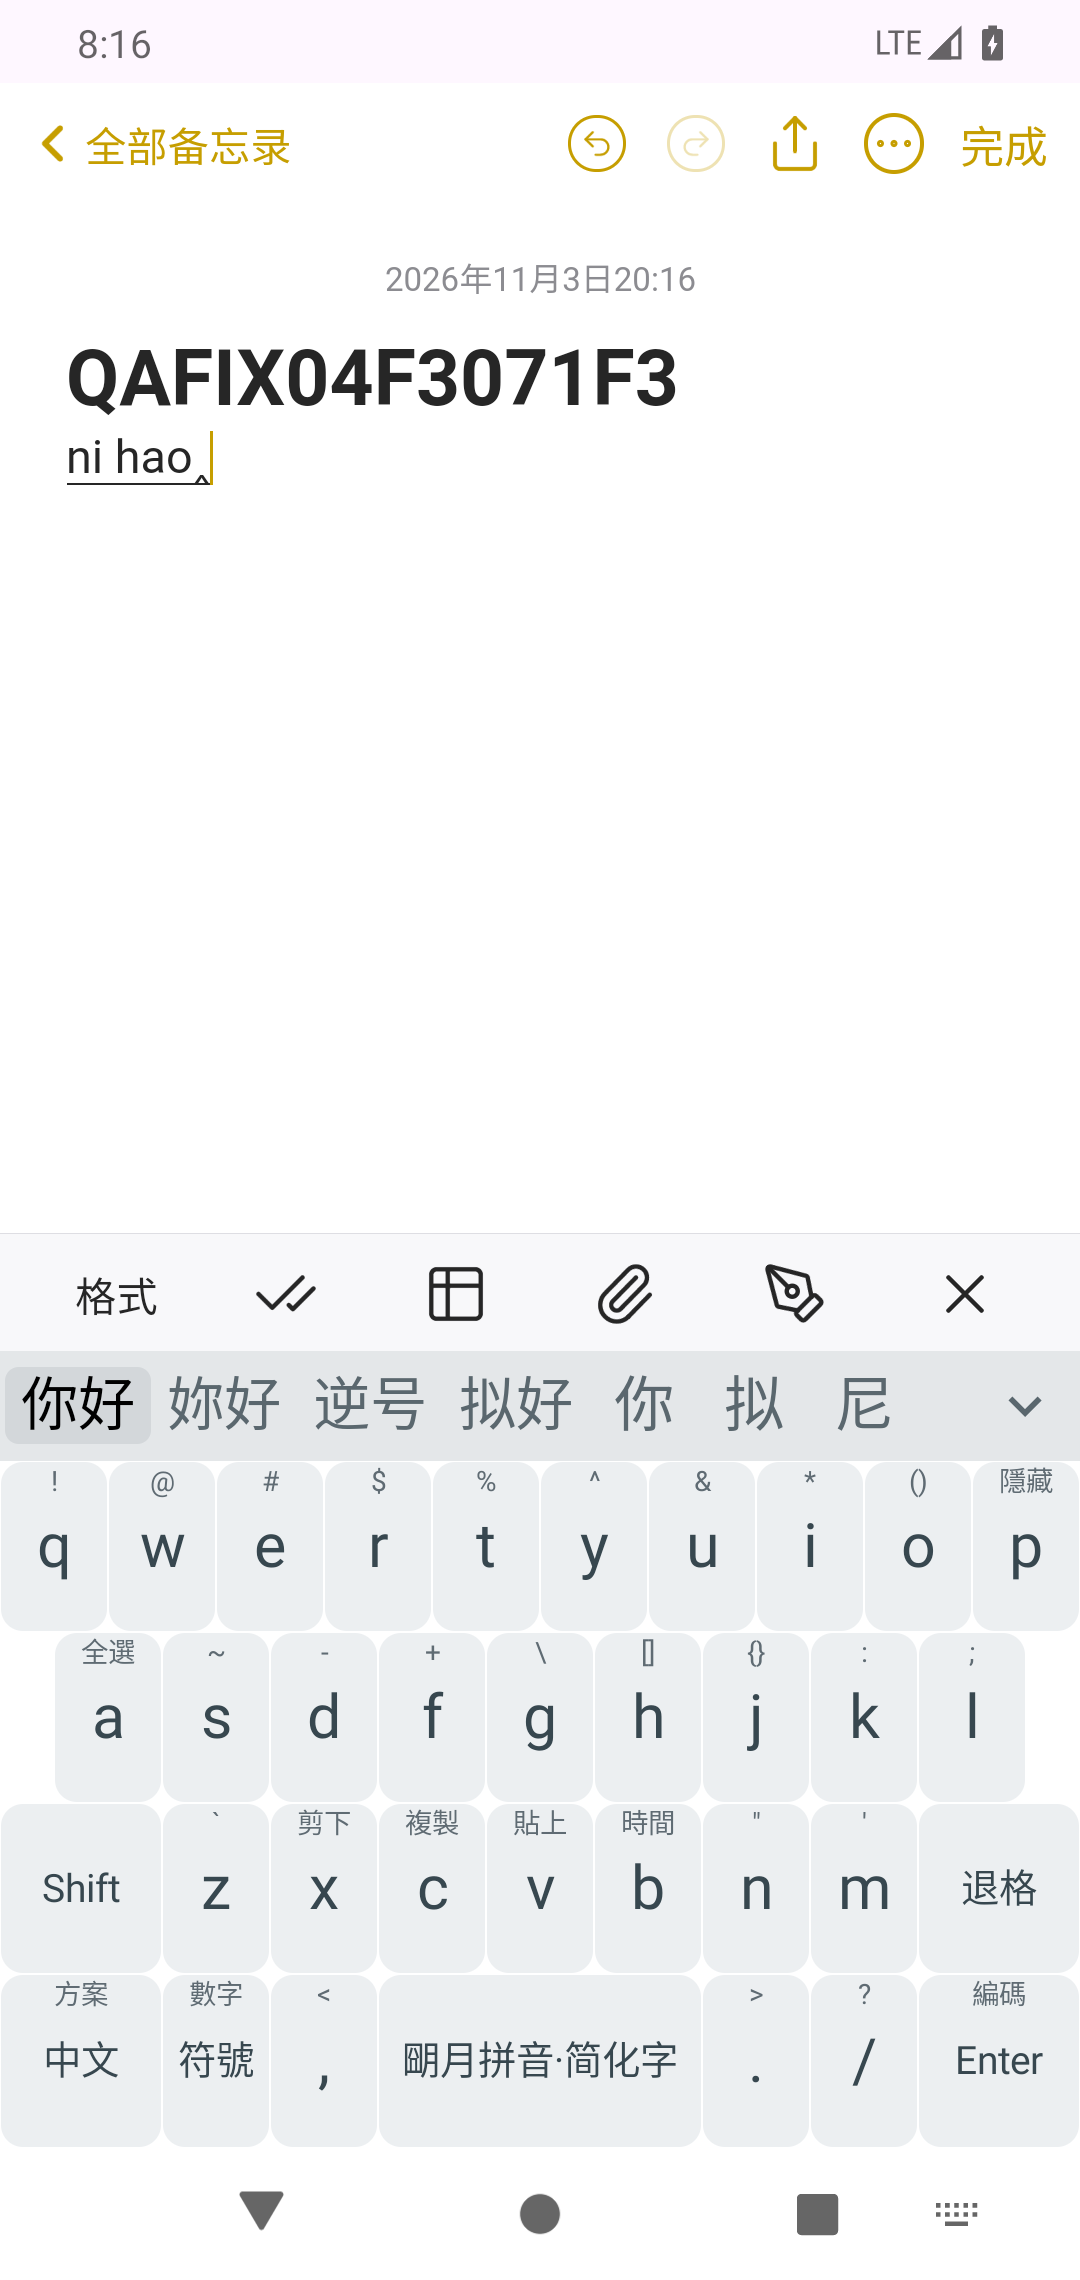 8:16 LTE
全部备忘录 完成
2026年11月3日20:16
QAFIX04F3071F3
ni hao‸
格式
你好 妳好 逆号 拟好 你 拟 尼
! @ # $ % ^ & * () 隱藏
q w e r t y u i o p
全選 ~ - + \ [] {} : ;
a s d f g h j k l
` 剪下 複製 貼上 時間 " '
Shift z x c v b n m 退格
方案 數字 < > ? 編碼
中文 符號 , 朙月拼音·简化字 . / Enter